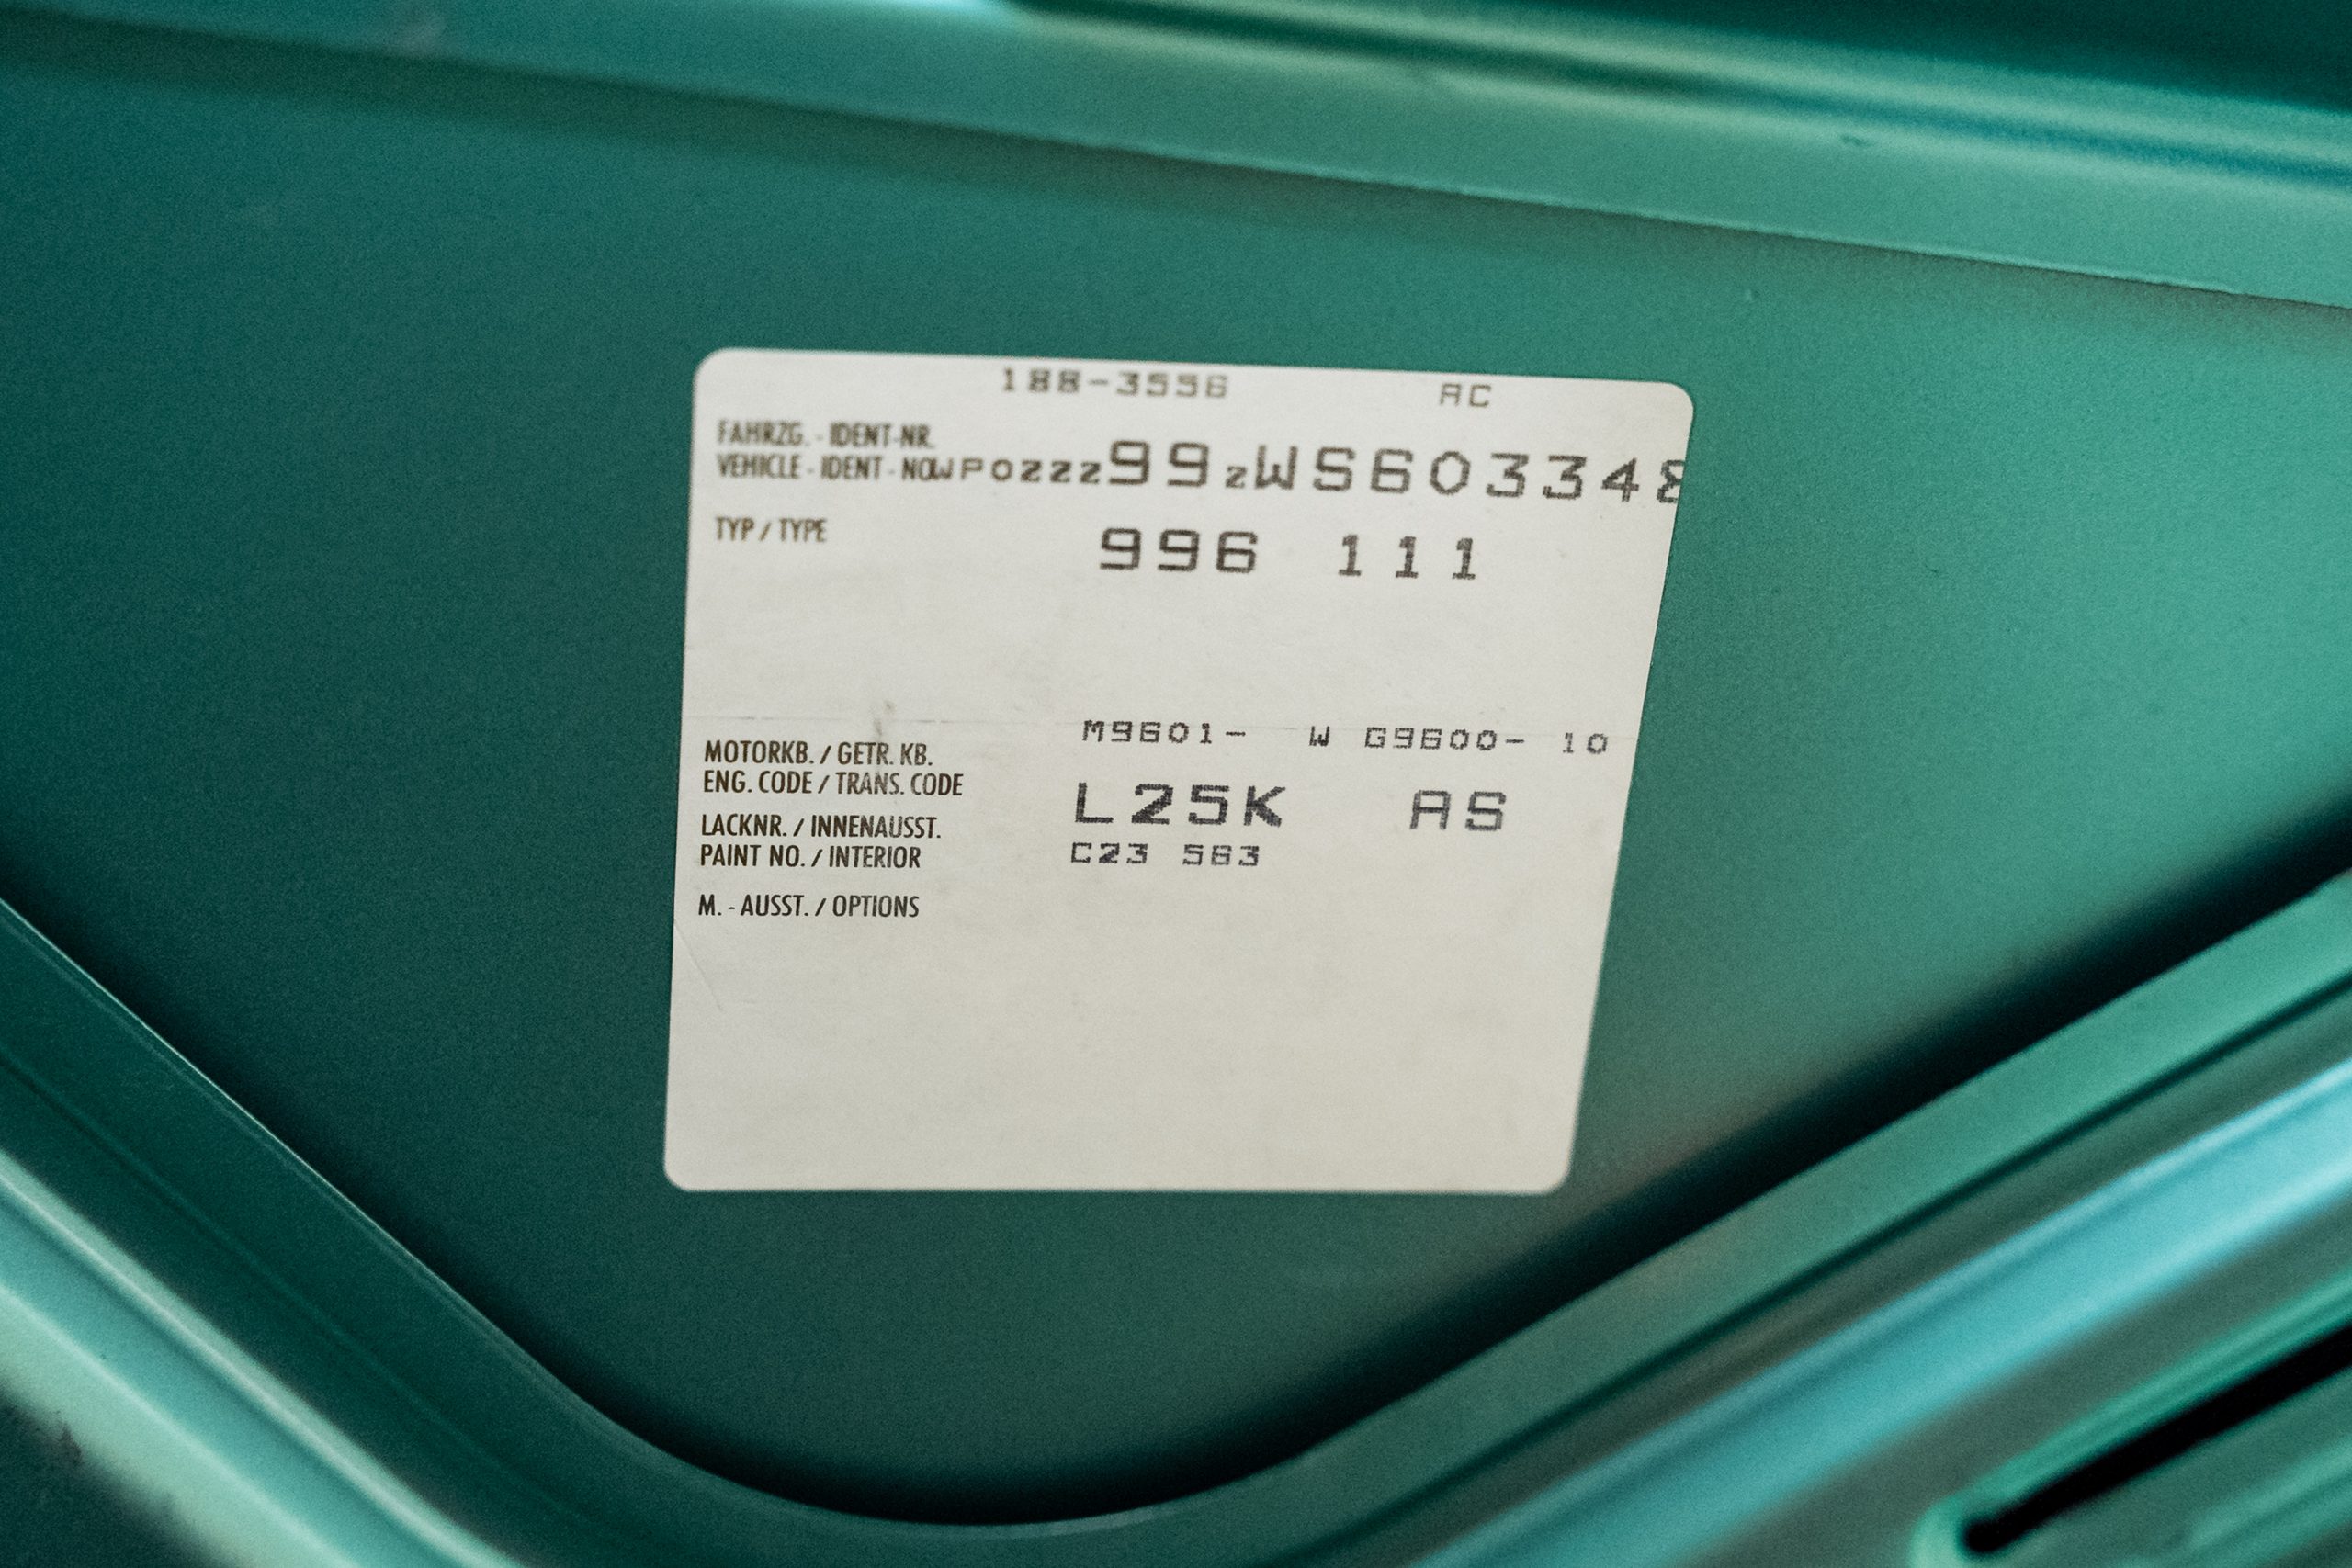 188-3556 AC
FAHRZG. - IDENT-NR.
VEHICLE - IDENT - NO WP0ZZZ99ZWS603348
TYP / TYPE 996 111
M9601- W G9600- 10
MOTORKB. / GETR. KB.
ENG. CODE / TRANS. CODE
L25K AS
LACKNR. / INNENAUSST.
PAINT NO. / INTERIOR C23 563
M. - AUSST. / OPTIONS